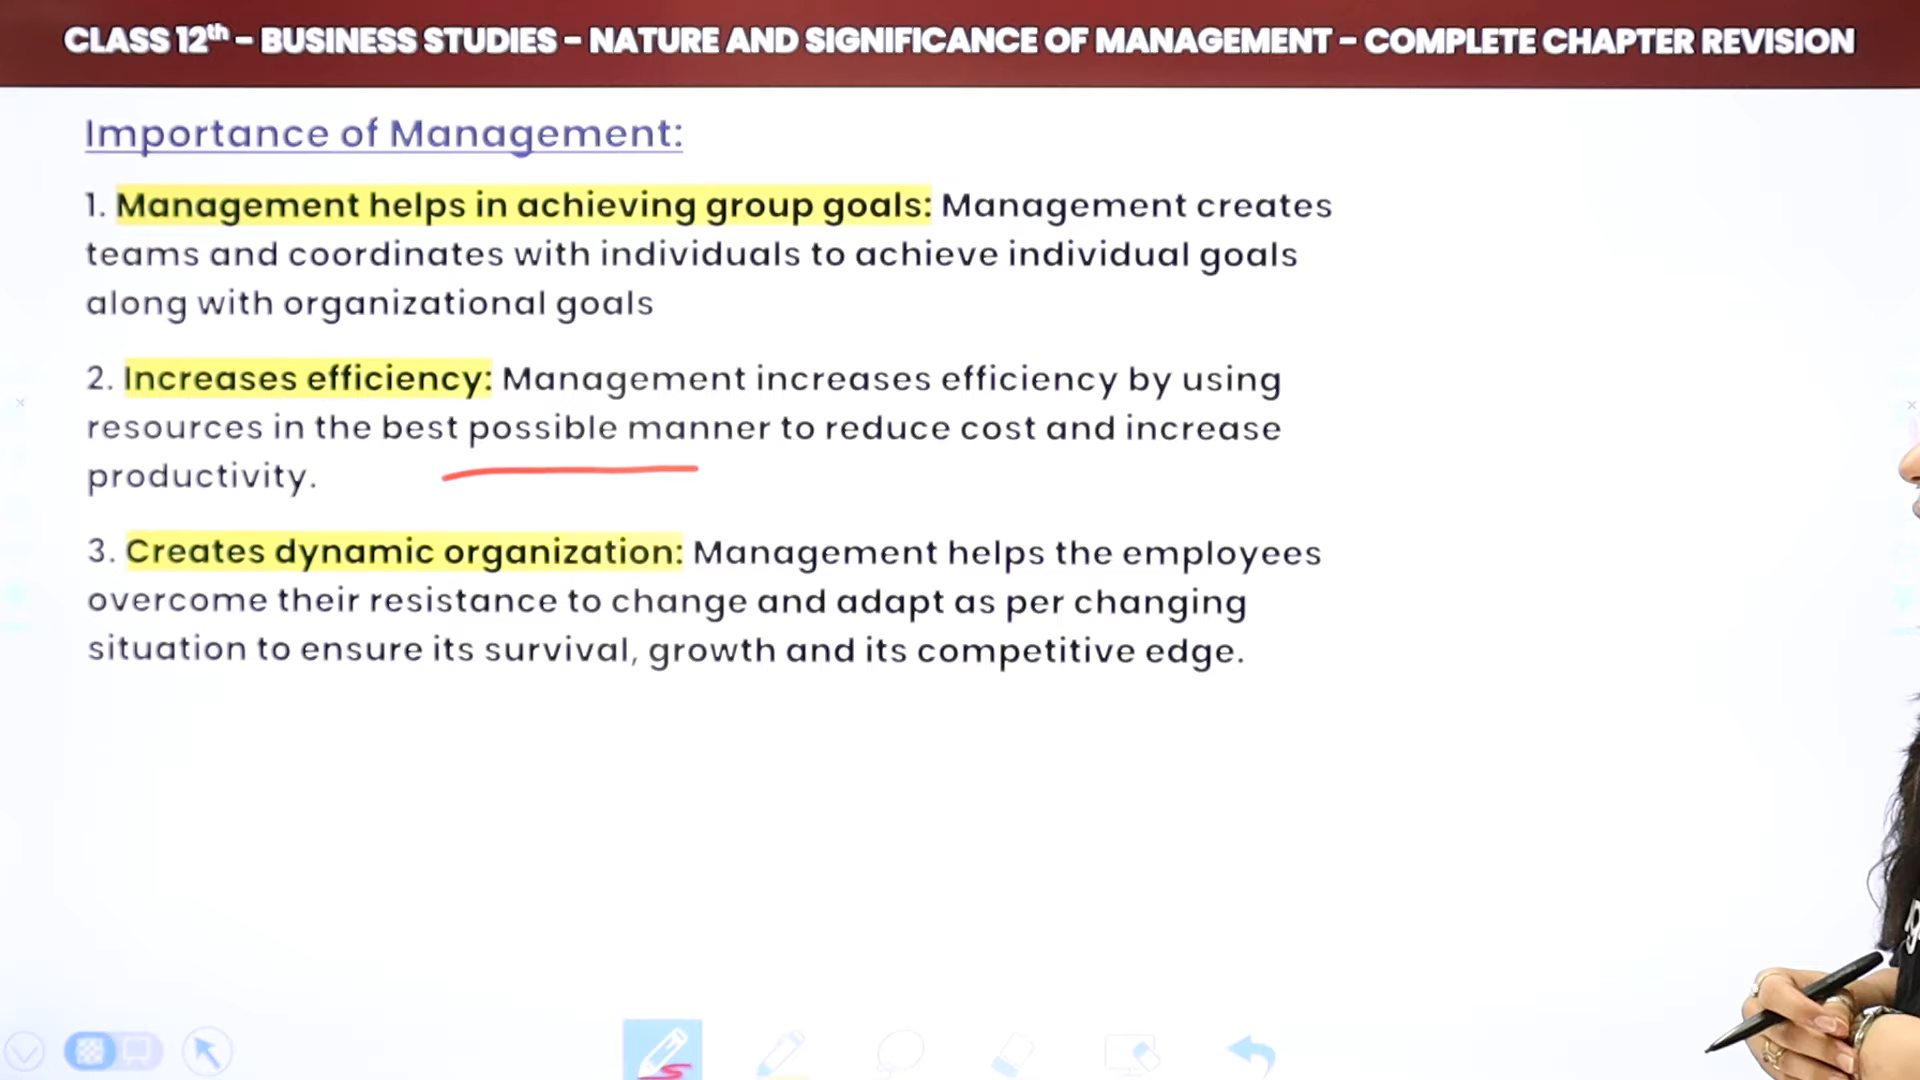 CLASS 12th – BUSINESS STUDIES – NATURE AND SIGNIFICANCE OF MANAGEMENT – COMPLETE CHAPTER REVISION
Importance of Management:
1. Management helps in achieving group goals: Management creates
teams and coordinates with individuals to achieve individual goals
along with organizational goals
2. Increases efficiency: Management increases efficiency by using
resources in the best possible manner to reduce cost and increase
productivity.
3. Creates dynamic organization: Management helps the employees
overcome their resistance to change and adapt as per changing
situation to ensure its survival, growth and its competitive edge.